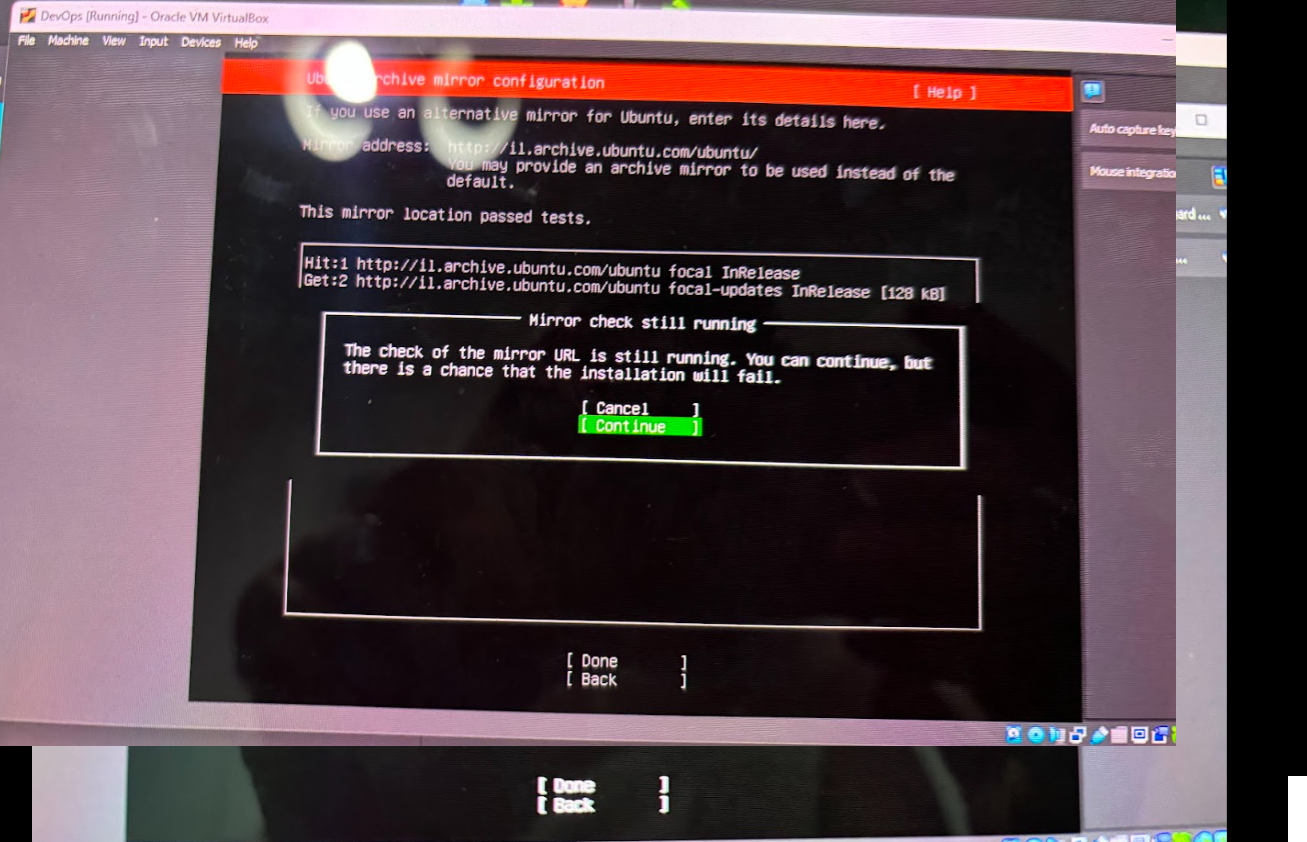 DevOps [Running] - Oracle VM VirtualBox
File Machine View Input Devices Help
archive mirror configuration [ Help ]
If you use an alternative mirror for Ubuntu, enter its details here.
Mirror address: http://il.archive.ubuntu.com/ubuntu/
You may provide an archive mirror to be used instead of the
default.
This mirror location passed tests.
Hit:1 http://il.archive.ubuntu.com/ubuntu focal InRelease
Get:2 http://il.archive.ubuntu.com/ubuntu focal-updates InRelease [128 kB]
Mirror check still running
The check of the mirror URL is still running. You can continue, but
there is a chance that the installation will fail.
[ Cancel ]
[ Continue ]
[ Done ]
[ Back ]
Auto capture key
Mouse integratio
ard ...
[ Done ]
[ Back ]